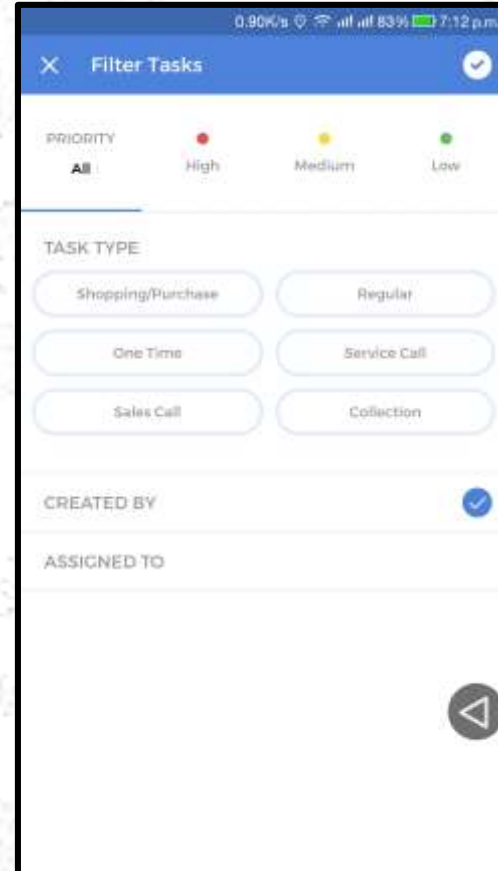 0.90K/s 83% 7:12 p.m.
Filter Tasks
PRIORITY
All High Medium Low
TASK TYPE
Shopping/Purchase Regular
One Time Service Call
Sales Call Collection
CREATED BY
ASSIGNED TO